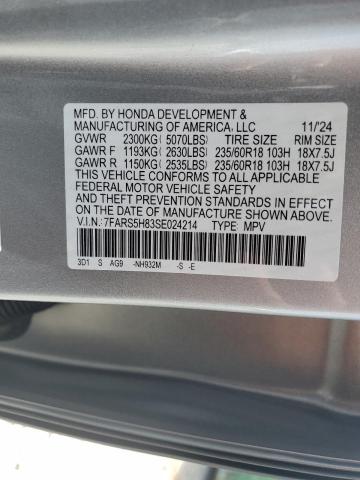 MFD. BY HONDA DEVELOPMENT &
MANUFACTURING OF AMERICA, LLC 11/'24
GVWR 2300KG(5070LBS) TIRE SIZE RIM SIZE
GAWR F 1193KG(2630LBS) 235/60R18 103H 18X7.5J
GAWR R 1150KG(2535LBS) 235/60R18 103H 18X7.5J
THIS VEHICLE CONFORMS TO ALL APPLICABLE
FEDERAL MOTOR VEHICLE SAFETY
AND THEFT PREVENTION STANDARDS IN EFFECT
ON THE DATE OF MANUFACTURE SHOWN ABOVE.
V.I.N.:7FARS5H83SE024214 TYPE: MPV
3D1 S AG9 -NH932M -S -E